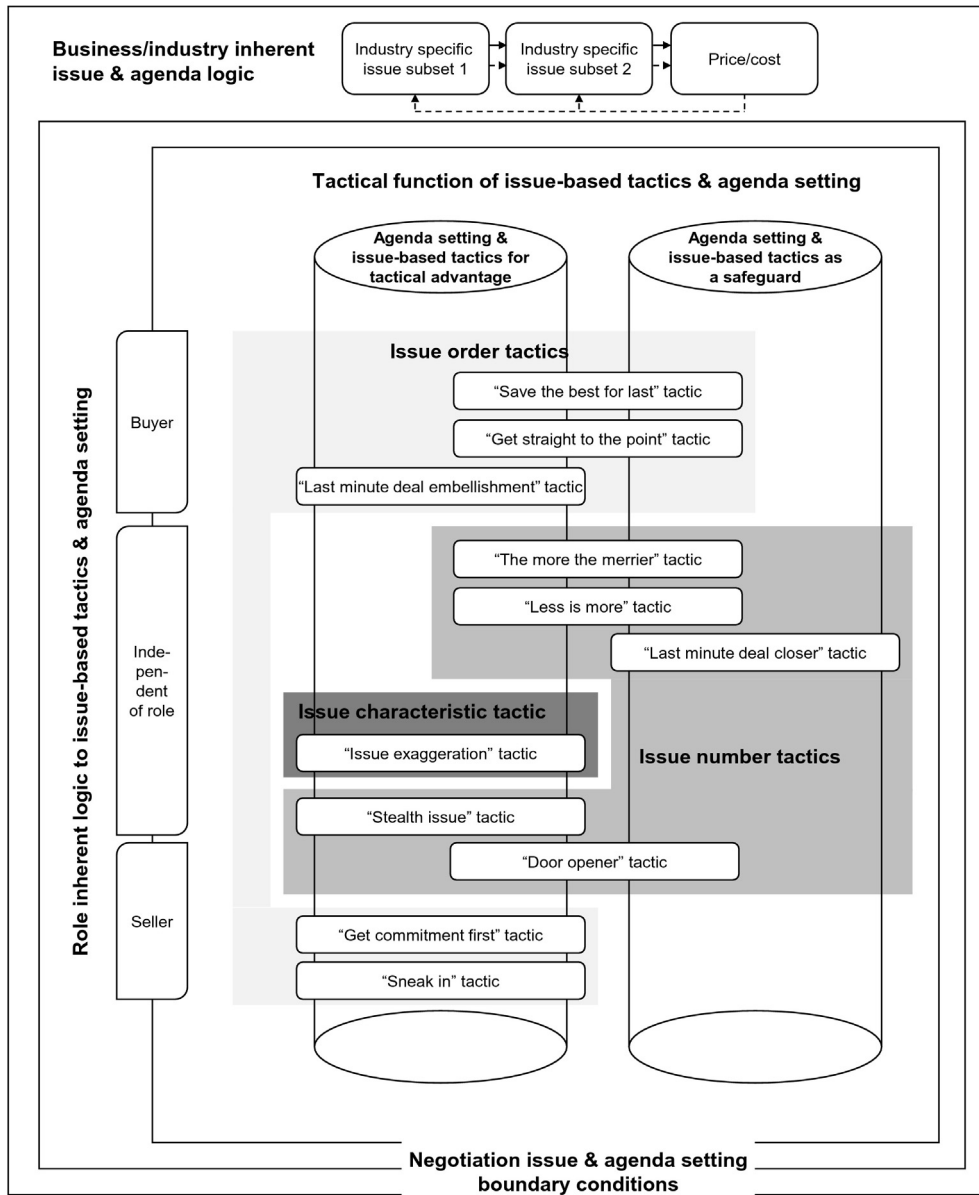 Business/industry inherent
issue & agenda logic
Industry specific
issue subset 1
Industry specific
issue subset 2
Price/cost
Tactical function of issue-based tactics & agenda setting
Agenda setting &
issue-based tactics for
tactical advantage
Agenda setting &
issue-based tactics as
a safeguard
Role inherent logic to issue-based tactics & agenda setting
Buyer
Issue order tactics
“Save the best for last” tactic
“Get straight to the point” tactic
“Last minute deal embellishment” tactic
Inde-
pen-
dent
of role
“The more the merrier” tactic
“Less is more” tactic
“Last minute deal closer” tactic
Issue characteristic tactic
“Issue exaggeration” tactic
Issue number tactics
“Stealth issue” tactic
“Door opener” tactic
Seller
“Get commitment first” tactic
“Sneak in” tactic
Negotiation issue & agenda setting
boundary conditions